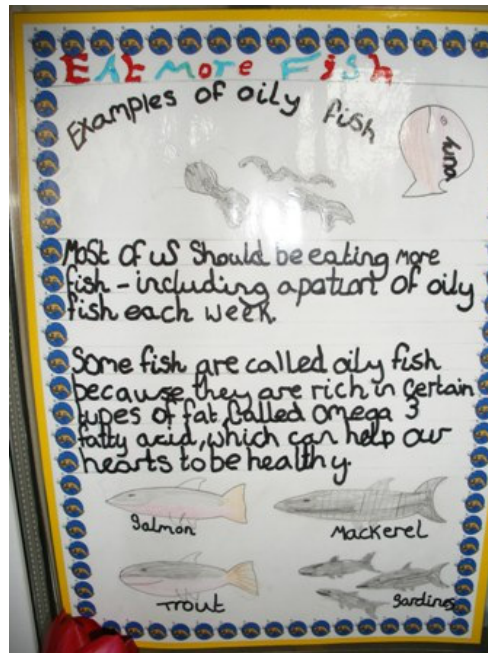 Eat more Fish
Examples of oily fish
tuna
Most of us should be eating more
fish - including a pationt of oily
fish each week.
Some fish are called oily fish
because they are rich in certain
types of fat, called omega 3
fatty acid, which can help our
hearts to be healthy.
Salmon
Mackerel
Trout
Sardines